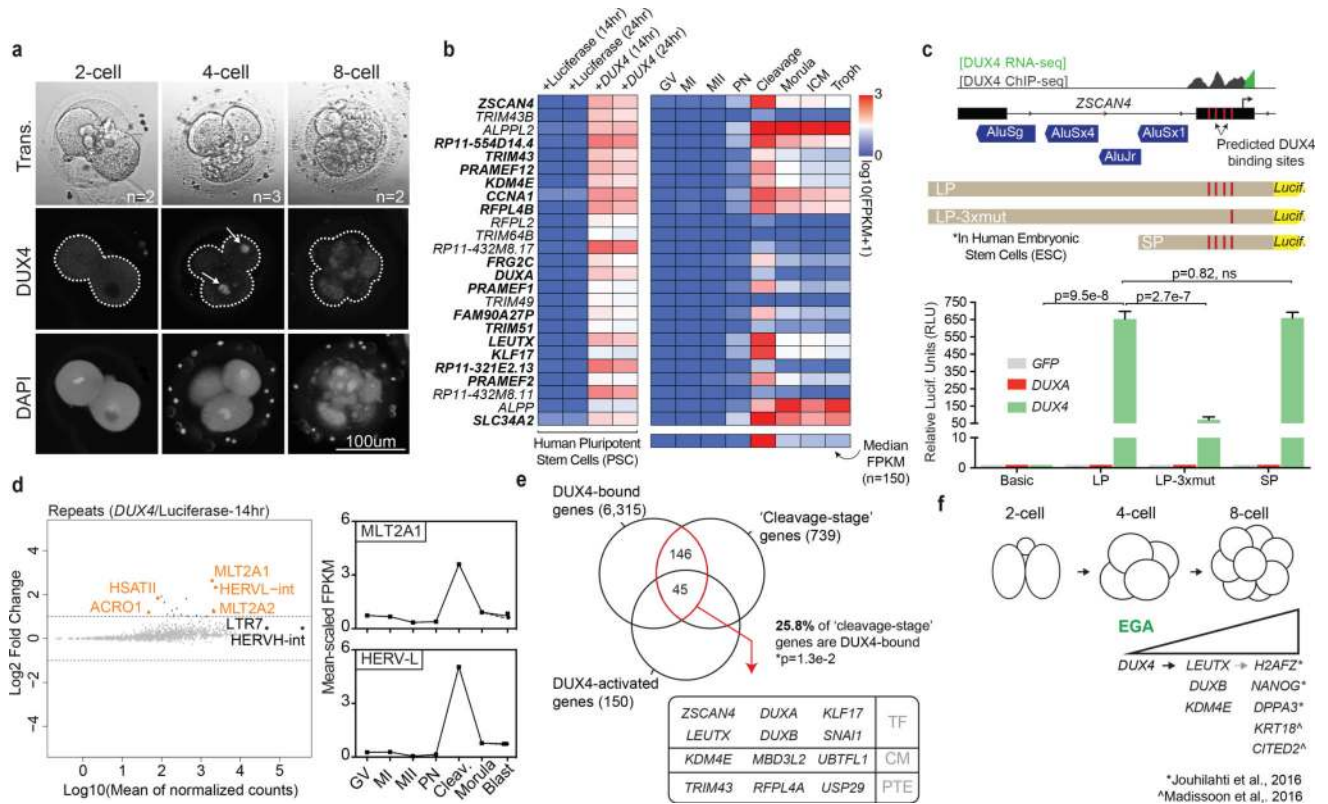 a
2-cell
4-cell
8-cell
Trans.
n=2
n=3
n=2
DUX4
DAPI
100um
b
+Luciferase (14hr)
+Luciferase (24hr)
+DUX4 (14hr)
+DUX4 (24hr)
GV
MI
MII
PN
Cleavage
Morula
ICM
Troph
ZSCAN4
TRIM43B
ALPPL2
RP11-554D14.4
TRIM43
PRAMEF12
KDM4E
CCNA1
RFPL4B
RFPL2
TRIM64B
RP11-432M8.17
FRG2C
DUXA
PRAMEF1
TRIM49
FAM90A27P
TRIM51
LEUTX
KLF17
RP11-321E2.13
PRAMEF2
RP11-432M8.11
ALPP
SLC34A2
3
0
log10(FPKM+1)
Human Pluripotent
Stem Cells (PSC)
Median
FPKM
(n=150)
c
[DUX4 RNA-seq]
[DUX4 ChIP-seq]
ZSCAN4
AluSg
AluSx4
AluSx1
AluJr
Predicted DUX4
binding sites
LP
Lucif.
LP-3xmut
Lucif.
*In Human Embryonic
Stem Cells (ESC)
SP
Lucif.
p=0.82, ns
p=9.5e-8
p=2.7e-7
Relative Lucif. Units (RLU)
750
650
550
450
350
250
150
50
10
0
GFP
DUXA
DUX4
Basic
LP
LP-3xmut
SP
d
Repeats (DUX4/Luciferase-14hr)
Log2 Fold Change
4
2
0
-2
-4
HSATII
ACRO1
MLT2A1
HERVL-int
MLT2A2
LTR7
HERVH-int
0
1
2
3
4
5
6
Log10(Mean of normalized counts)
Mean-scaled FPKM
6
3
0
MLT2A1
6
3
0
HERV-L
GV
MI
MII
PN
Cleav.
Morula
Blast
e
DUX4-bound
genes (6,315)
'Cleavage-stage'
genes (739)
146
45
25.8% of 'cleavage-stage'
genes are DUX4-bound
*p=1.3e-2
DUX4-activated
genes (150)
ZSCAN4 DUXA KLF17
LEUTX DUXB SNAI1
TF
KDM4E MBD3L2 UBTFL1
CM
TRIM43 RFPL4A USP29
PTE
f
2-cell
4-cell
8-cell
EGA
DUX4
LEUTX
H2AFZ*
DUXB
NANOG*
KDM4E
DPPA3*
KRT18^
CITED2^
*Jouhilahti et al., 2016
^Madissoon et al,. 2016